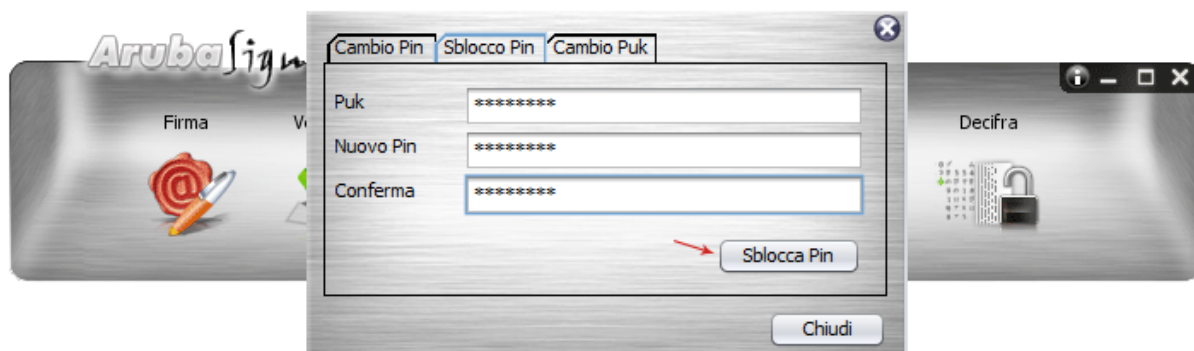 ArubaSign
Cambio Pin Sblocco Pin Cambio Puk
Firma
Decifra
Puk ********
Nuovo Pin ********
Conferma ********
Sblocca Pin
Chiudi